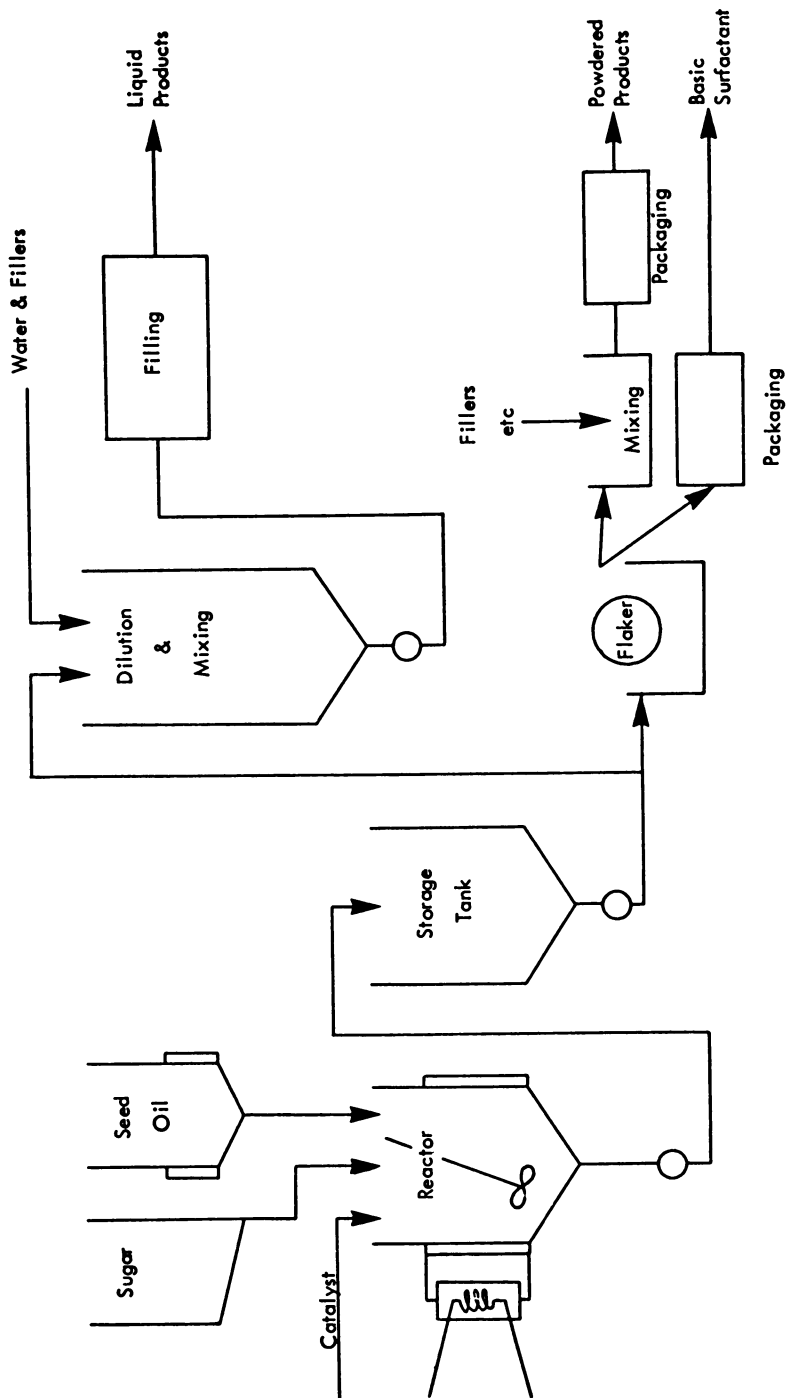 Sugar
Seed
Oil
Catalyst
Reactor
Storage
Tank
Water & Fillers
Dilution
&
Mixing
Filling
Liquid
Products
Flaker
Fillers
etc
Mixing
Packaging
Powdered
Products
Packaging
Basic
Surfactant